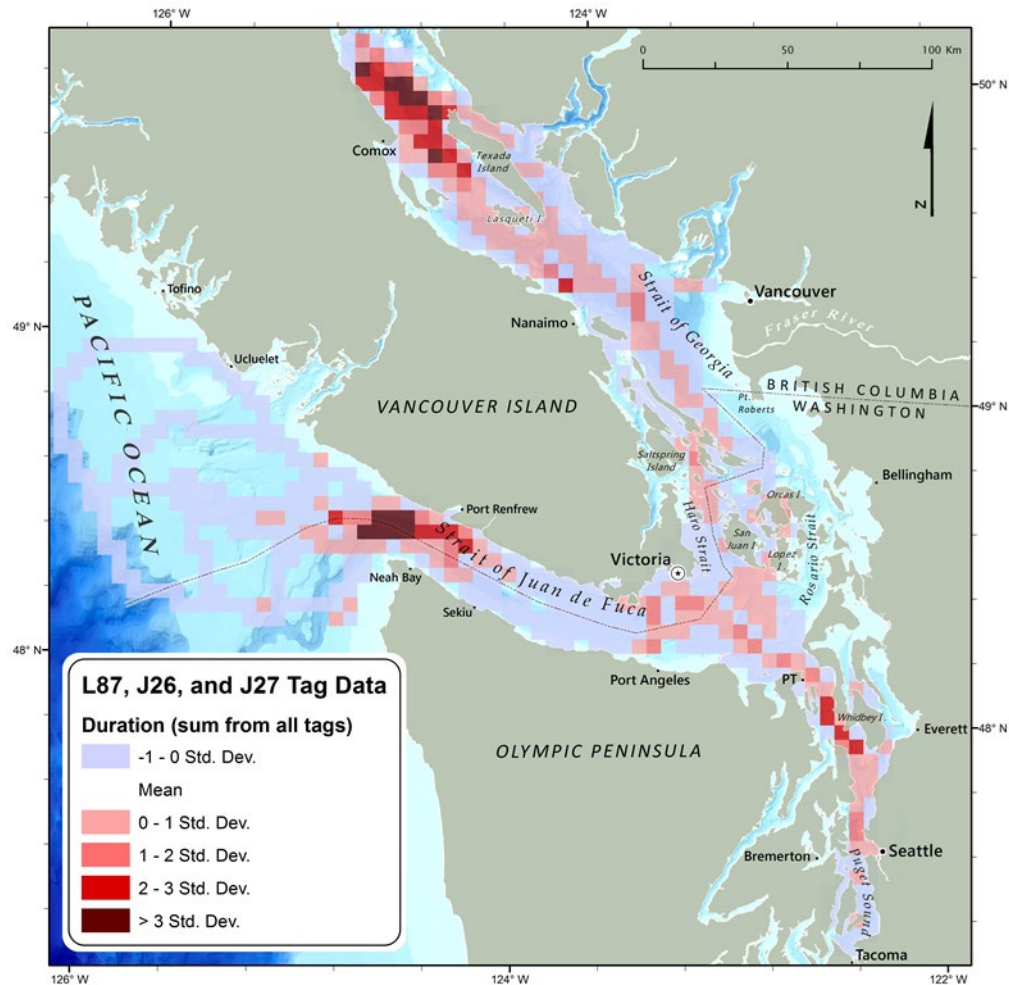 126° W
124° W
0
50
100 Km
50° N
N
Comox
Texada
Island
Lasqueti I.
Tofino
Vancouver
Strait of Georgia
Fraser River
49° N
Nanaimo
Ucluelet
PACIFIC OCEAN
BRITISH COLUMBIA
WASHINGTON
49° N
Pt.
Roberts
VANCOUVER ISLAND
Saltspring
Island
Bellingham
Orcas I.
Port Renfrew
Haro Strait
San
Juan I.
Lopez
I.
Rosario Strait
Strait of Juan de Fuca
Victoria
Neah Bay
Sekiu
48° N
Port Angeles
PT
Whidbey I.
Everett
48° N
OLYMPIC PENINSULA
L87, J26, and J27 Tag Data
Duration (sum from all tags)
-1 - 0 Std. Dev.
Mean
0 - 1 Std. Dev.
1 - 2 Std. Dev.
2 - 3 Std. Dev.
> 3 Std. Dev.
Bremerton
Seattle
Puget Sound
Tacoma
126° W
124° W
122° W